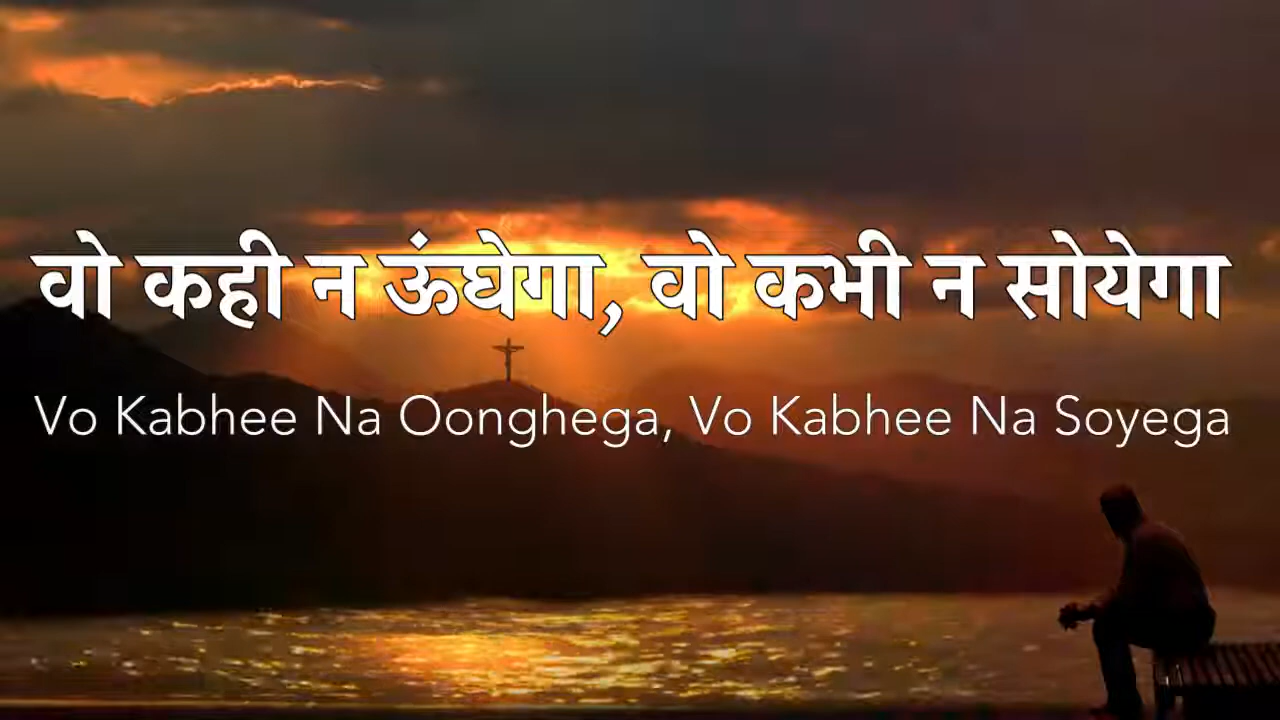 वो कही न ऊंघेगा, वो कभी न सोयेगा
Vo Kabhee Na Oonghega, Vo Kabhee Na Soyega